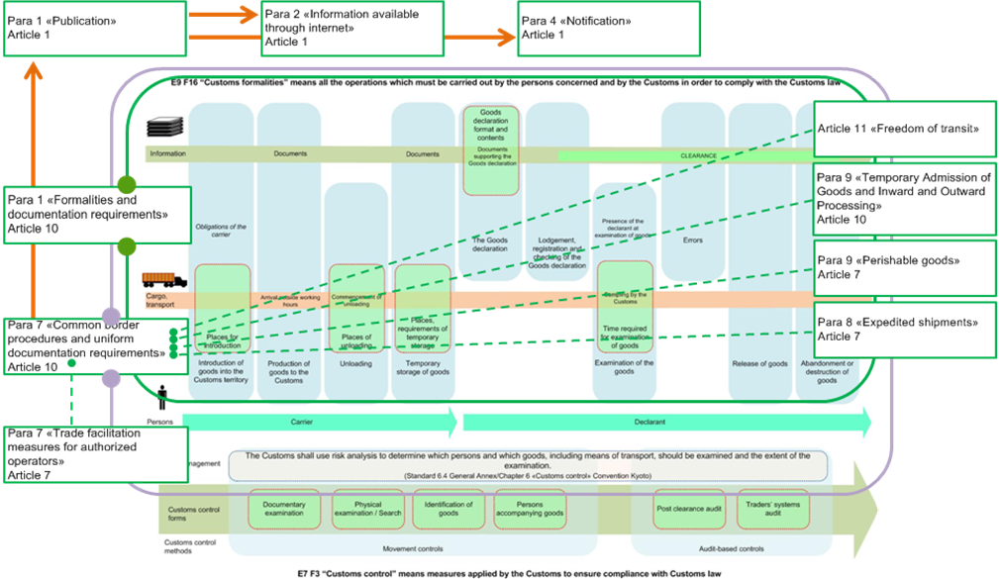 Para 1 «Publication»
Article 1
Para 2 «Information available
through internet»
Article 1
Para 4 «Notification»
Article 1
E9 F16 “Customs formalities” means all the operations which must be carried out by the persons concerned and by the Customs in order to comply with the Customs law
Goods
declaration
format and
contents
Documents
supporting the
Goods declaration
Information
Documents
Documents
CLEARANCE
Article 11 «Freedom of transit»
Para 9 «Temporary Admission of
Goods and Inward and Outward
Processing»
Article 10
Para 1 «Formalities and
documentation requirements»
Article 10
Obligations of the
carrier
The Goods
declaration
Lodgement,
registration and
checking of the
Goods declaration
Presence of the
declarant at
examination of goods
Errors
Para 9 «Perishable goods»
Article 7
Cargo,
transport
Arrival outside working
hours
Commencement of
unloading
Sampling by the
Customs
Places for
introduction
Places of
unloading
Places,
requirements of
temporary
storage
Time required
for examination
of goods
Para 8 «Expedited shipments»
Article 7
Para 7 «Common border
procedures and uniform
documentation requirements»
Article 10
Introduction of
goods into the
Customs territory
Production of
goods to the
Customs
Unloading
Temporary
storage of goods
Examination of the
goods
Release of goods
Abandonment or
destruction of
goods
Persons
Carrier
Declarant
Para 7 «Trade facilitation
measures for authorized
operators»
Article 7
nagement
The Customs shall use risk analysis to determine which persons and which goods, including means of transport, should be examined and the extent of the
examination.
(Standard 6.4 General Annex/Chapter 6 «Customs control» Convention Kyoto)
Customs control
forms
Documentary
examination
Physical
examination / Search
Identification of
goods
Persons
accompanying goods
Post clearance audit
Traders’ systems
audit
Customs control
methods
Movement controls
Audit-based controls
E7 F3 “Customs control” means measures applied by the Customs to ensure compliance with Customs law